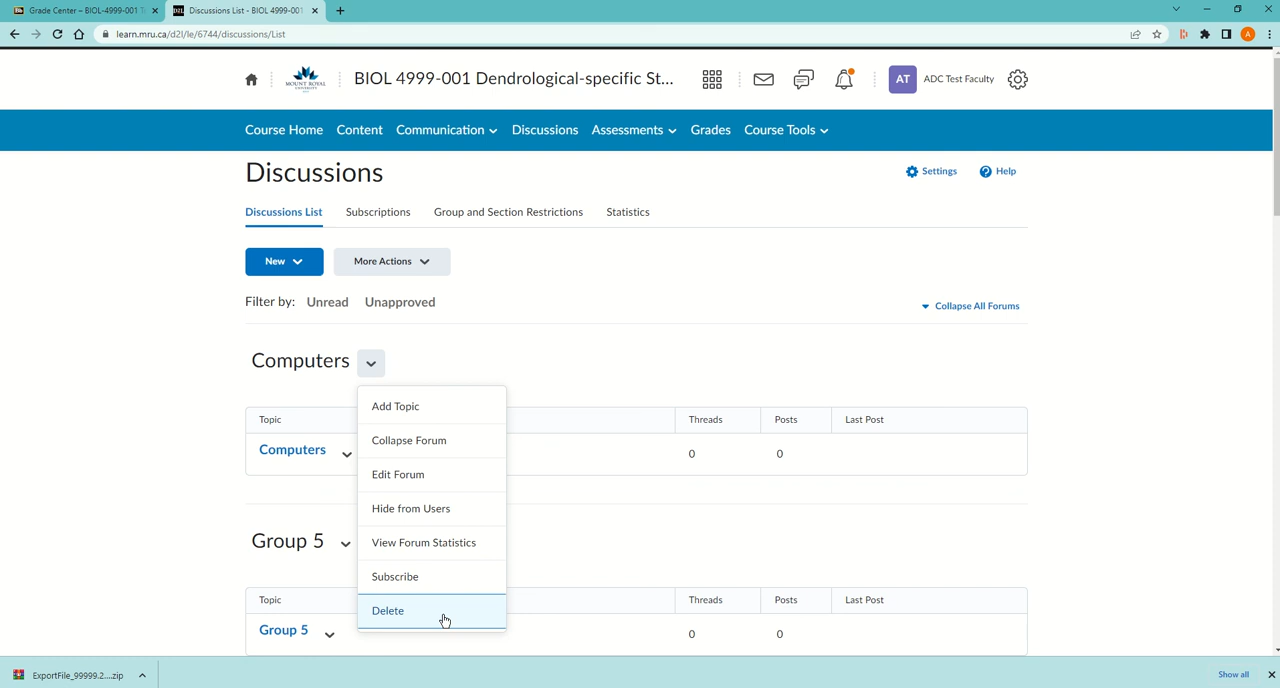 Grade Center – BIOL-4999-001 T
Discussions List - BIOL 4999-001
learn.mru.ca/d2l/le/6744/discussions/List
A
MOUNT ROYAL
UNIVERSITY
BIOL 4999-001 Dendrological-specific St...
AT
ADC Test Faculty
Course Home
Content
Communication
Discussions
Assessments
Grades
Course Tools
Discussions
Settings
Help
Discussions List
Subscriptions
Group and Section Restrictions
Statistics
New
More Actions
Filter by: Unread Unapproved
Collapse All Forums
Computers
Add Topic
Collapse Forum
Edit Forum
Hide from Users
View Forum Statistics
Subscribe
Delete
Topic
Threads
Posts
Last Post
Computers
0
0
Group 5
Topic
Threads
Posts
Last Post
Group 5
0
0
ExportFile_99999.2....zip
Show all